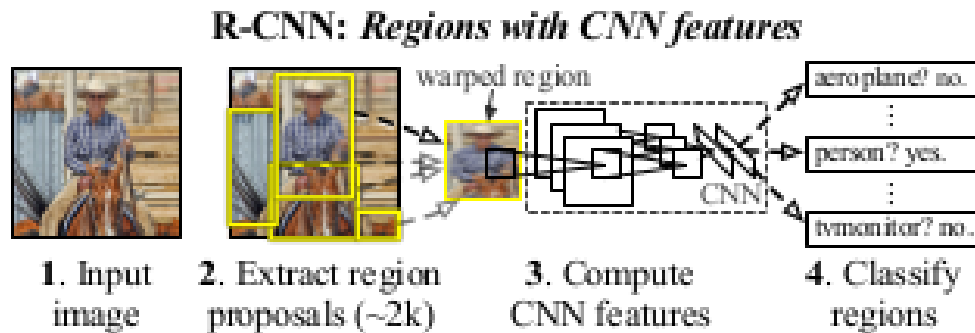 R-CNN: Regions with CNN features
warped region
aeroplane? no.
person? yes.
tvmonitor? no.
CNN
1. Input image
2. Extract region proposals (~2k)
3. Compute CNN features
4. Classify regions